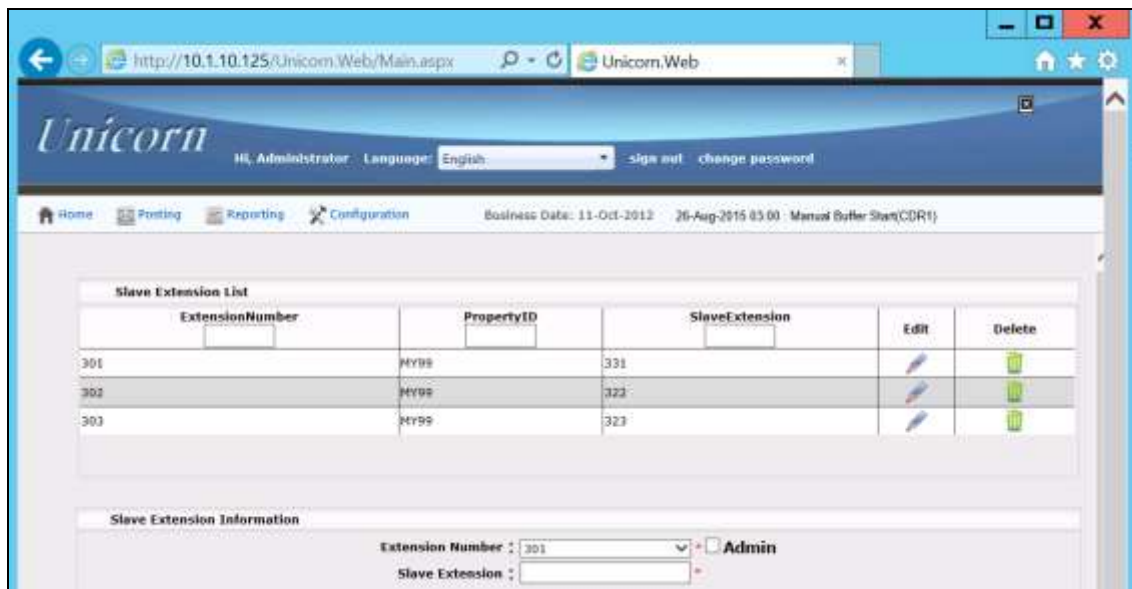 http://10.1.10.125/Unicorn.Web/Main.aspx Unicorn.Web
Unicorn
Hi, Administrator Language: English sign out change password
Home Posting Reporting Configuration Business Date: 11-Oct-2012 26-Aug-2015 03:00 Manual Buffer Start(CDR1)
Slave Extension List
ExtensionNumber PropertyID SlaveExtension Edit Delete
301 MY99 331
302 MY99 322
303 MY99 323
Slave Extension Information
Extension Number : 301 * Admin
Slave Extension : *